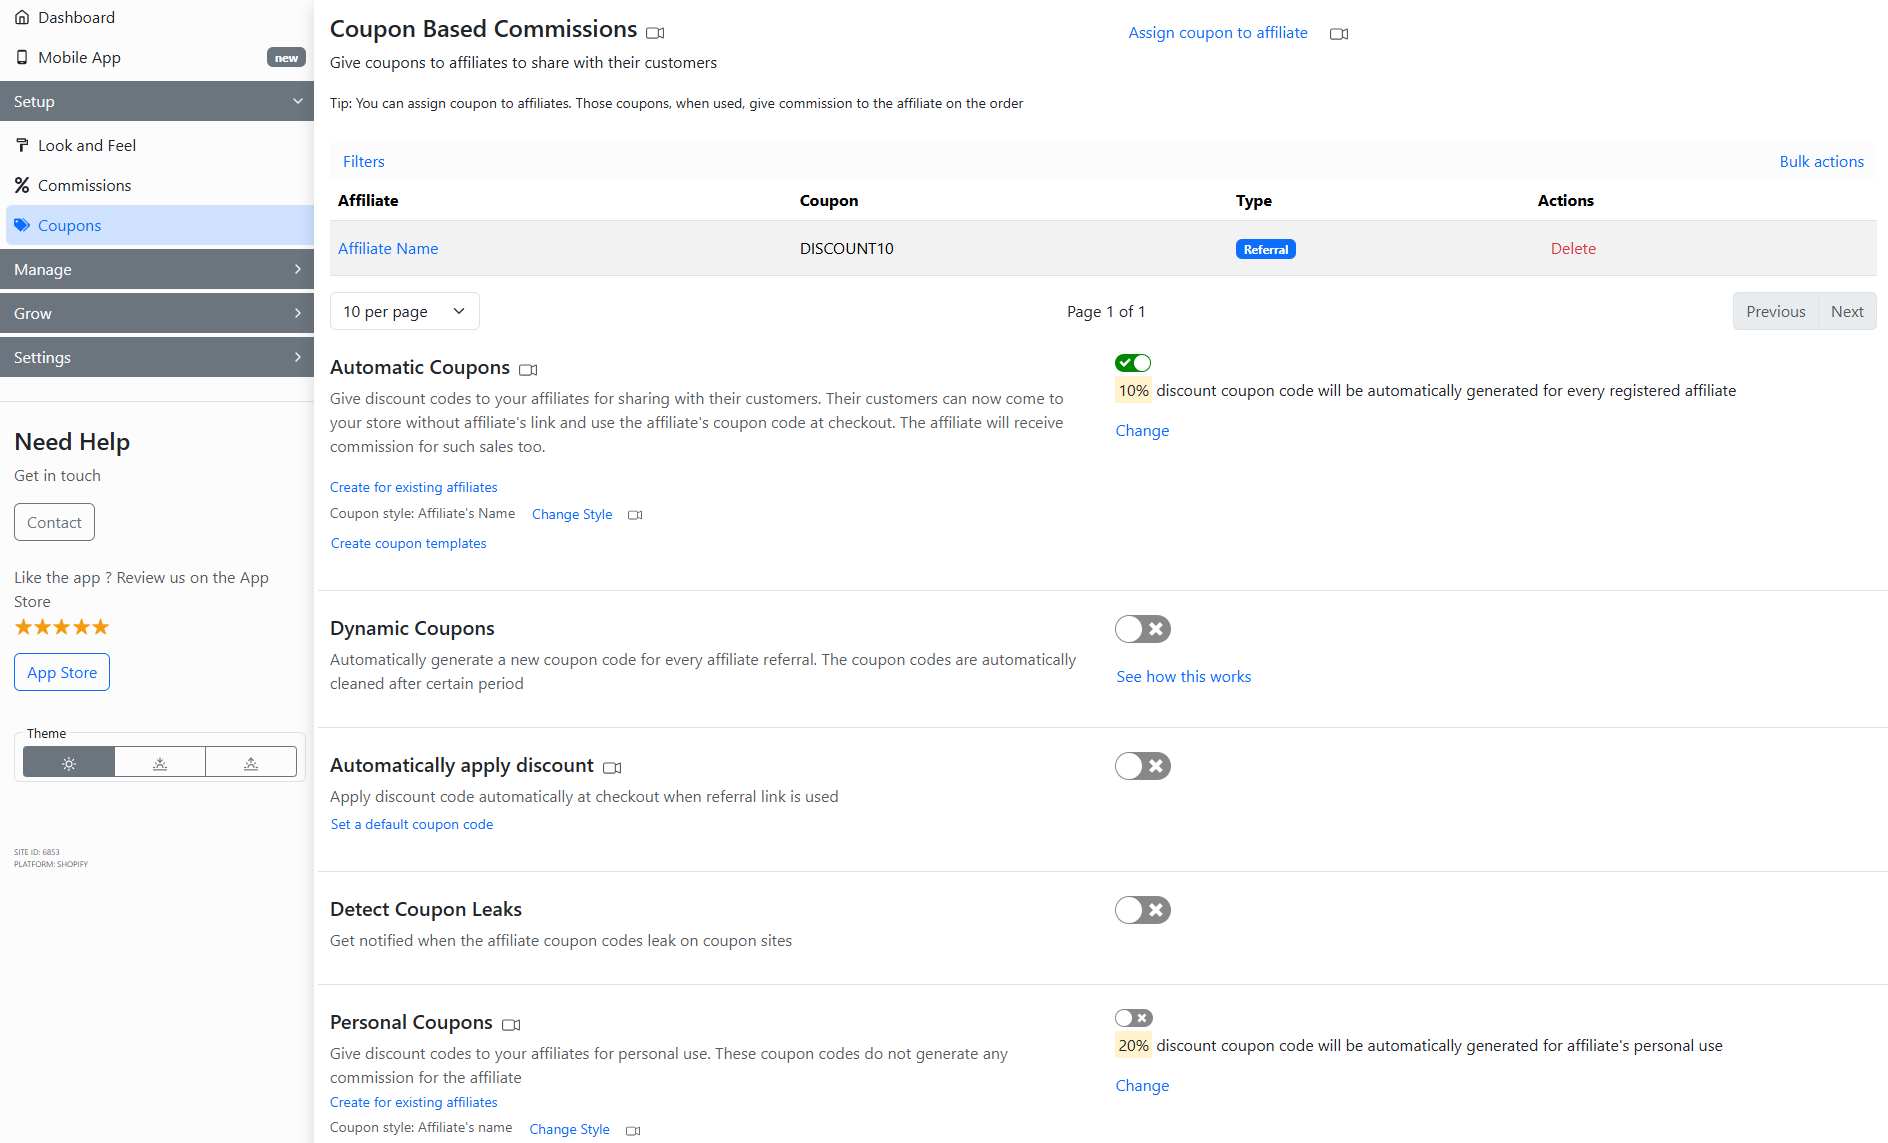 Dashboard
Mobile App
new
Setup
Look and Feel
Commissions
Coupons
Manage
Grow
Settings
Need Help
Get in touch
Contact
Like the app ? Review us on the App
Store
App Store
Theme
SITE ID: 6853
PLATFORM: SHOPIFY
Coupon Based Commissions
Assign coupon to affiliate
Give coupons to affiliates to share with their customers
Tip: You can assign coupon to affiliates. Those coupons, when used, give commission to the affiliate on the order
Filters
Bulk actions
Affiliate Coupon Type Actions
Affiliate Name DISCOUNT10 Referral Delete
10 per page
Page 1 of 1
Previous Next
Automatic Coupons
Give discount codes to your affiliates for sharing with their customers. Their customers can now come to
your store without affiliate's link and use the affiliate's coupon code at checkout. The affiliate will receive
commission for such sales too.
Create for existing affiliates
Coupon style: Affiliate's Name Change Style
Create coupon templates
10% discount coupon code will be automatically generated for every registered affiliate
Change
Dynamic Coupons
Automatically generate a new coupon code for every affiliate referral. The coupon codes are automatically
cleaned after certain period
See how this works
Automatically apply discount
Apply discount code automatically at checkout when referral link is used
Set a default coupon code
Detect Coupon Leaks
Get notified when the affiliate coupon codes leak on coupon sites
Personal Coupons
Give discount codes to your affiliates for personal use. These coupon codes do not generate any
commission for the affiliate
Create for existing affiliates
Coupon style: Affiliate's name Change Style
20% discount coupon code will be automatically generated for affiliate's personal use
Change